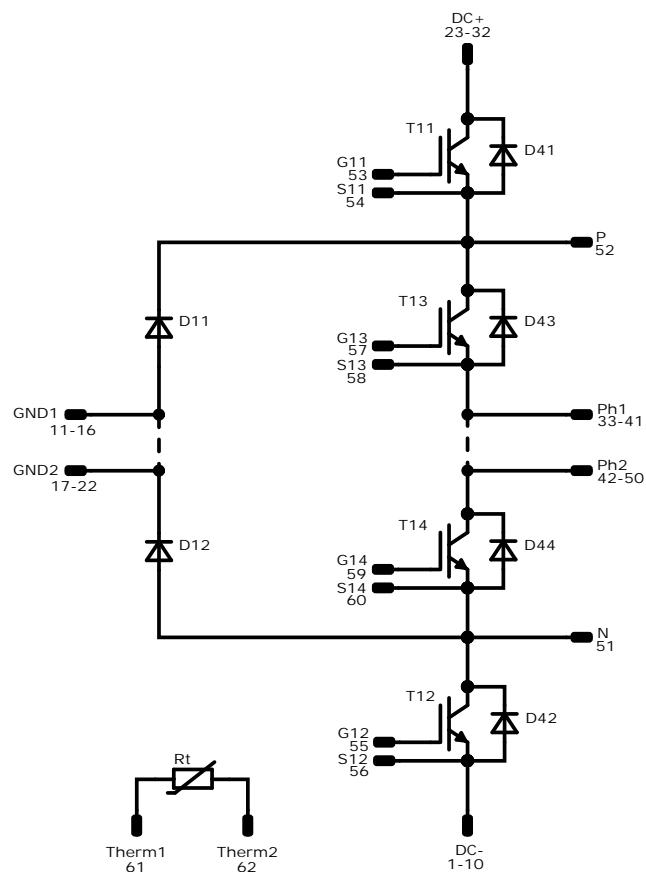 DC+
23-32
T11
D41
G11
53
S11
54
P
52
D11
T13
D43
G13
57
S13
58
GND1
11-16
Ph1
33-41
GND2
17-22
Ph2
42-50
D12
T14
D44
G14
59
S14
60
N
51
T12
D42
G12
55
S12
56
Rt
Therm1
61
Therm2
62
DC-
1-10